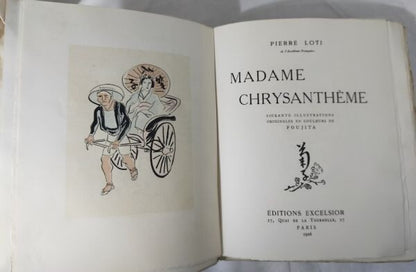 PIERRE LOTI
de l'Académie Française
MADAME
CHRYSANTHÈME
SOIXANTE ILLUSTRATIONS
ORIGINALES EN COULEURS DE
FOUJITA
菊
ÉDITIONS EXCELSIOR
27, QUAI DE LA TOURNELLE, 27
PARIS
1926